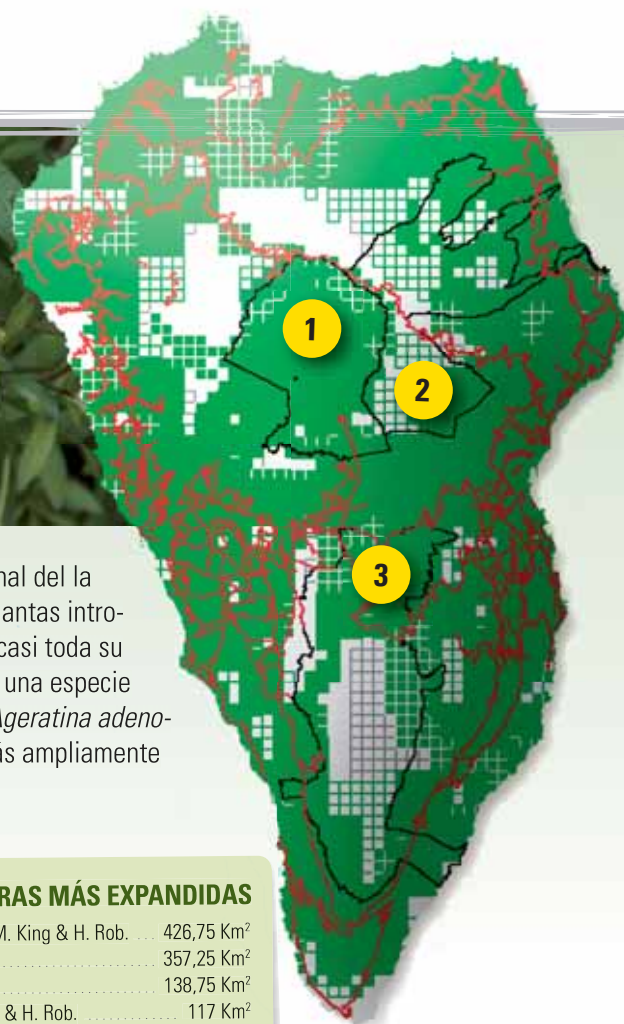 1
2
3
nal del la
antas intro-
casi toda su
una especie
Ageratina adeno-
ás ampliamente
RAS MÁS EXPANDIDAS
M. King & H. Rob. ... 426,75 Km²
357,25 Km²
138,75 Km²
& H. Rob. ............. 117 Km²